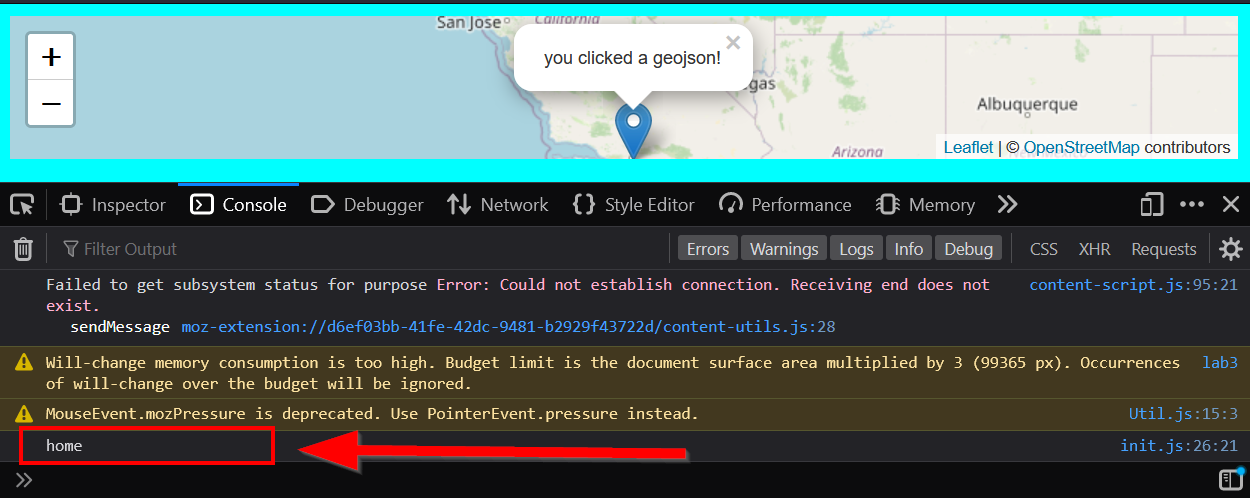 San Jose
California
you clicked a geojson!
×
+
−
egas
Albuquerque
Arizona
Leaflet | © OpenStreetMap contributors
Inspector Console Debugger Network Style Editor Performance Memory
Filter Output Errors Warnings Logs Info Debug CSS XHR Requests
Failed to get subsystem status for purpose Error: Could not establish connection. Receiving end does not content-script.js:95:21
exist.
sendMessage moz-extension://d6ef03bb-41fe-42dc-9481-b2929f43722d/content-utils.js:28
Will-change memory consumption is too high. Budget limit is the document surface area multiplied by 3 (99365 px). Occurrences lab3
of will-change over the budget will be ignored.
MouseEvent.mozPressure is deprecated. Use PointerEvent.pressure instead. Util.js:15:3
home init.js:26:21